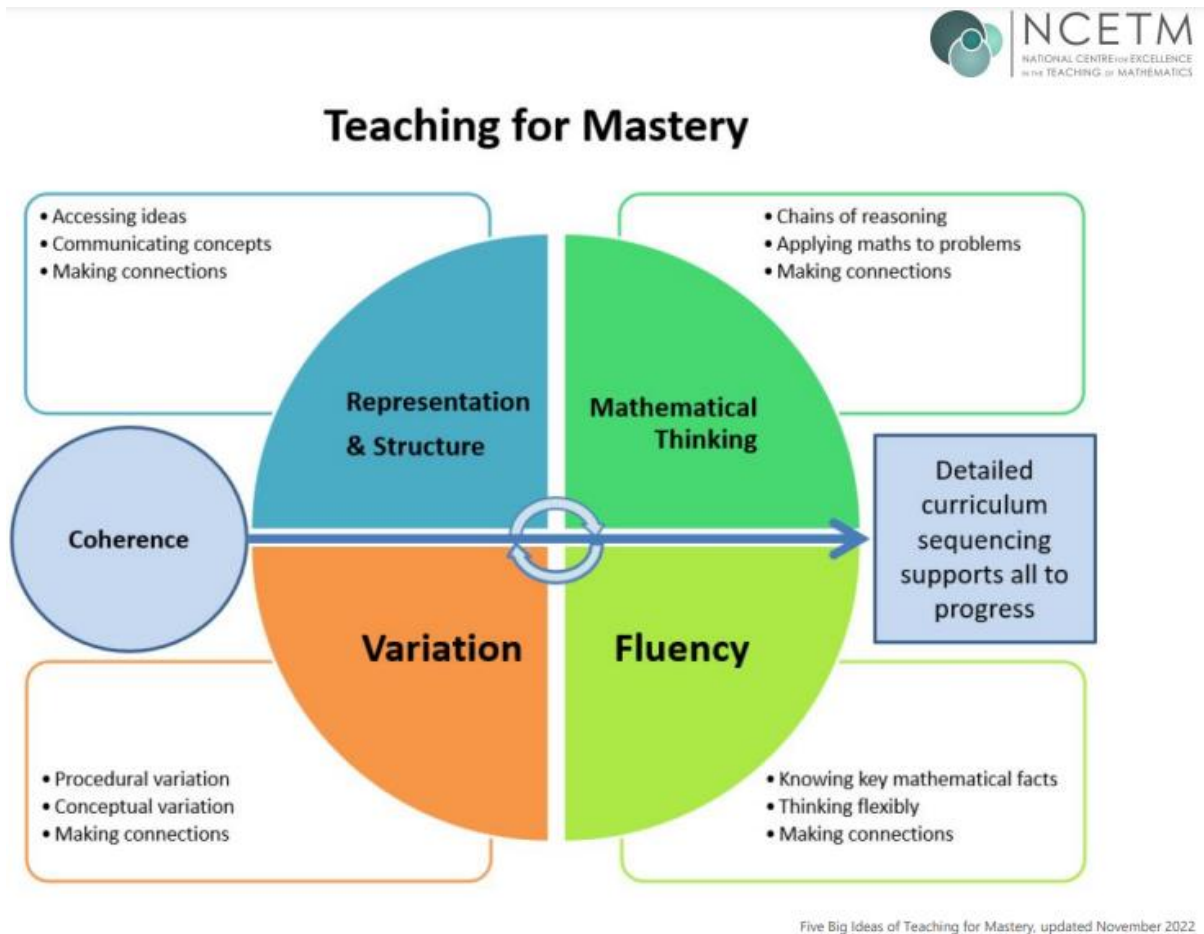 NCETM
NATIONAL CENTRE FOR EXCELLENCE
IN THE TEACHING OF MATHEMATICS
Teaching for Mastery
• Accessing ideas
• Communicating concepts
• Making connections
• Chains of reasoning
• Applying maths to problems
• Making connections
Representation
& Structure
Mathematical
Thinking
Coherence
Detailed
curriculum
sequencing
supports all to
progress
Variation
Fluency
• Procedural variation
• Conceptual variation
• Making connections
• Knowing key mathematical facts
• Thinking flexibly
• Making connections
Five Big Ideas of Teaching for Mastery, updated November 2022